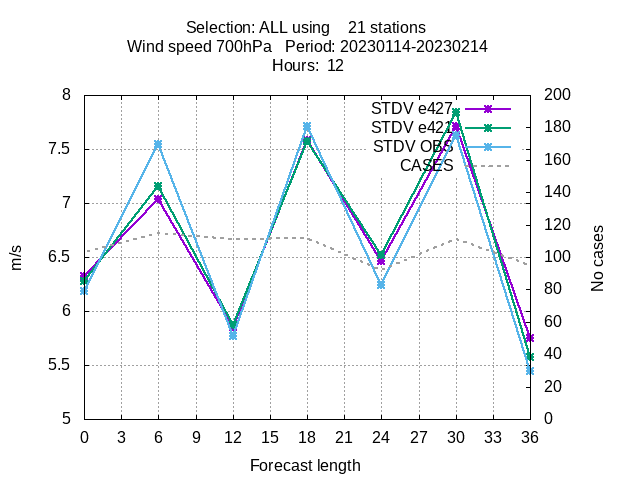 Selection: ALL using 21 stations
Wind speed 700hPa Period: 20230114-20230214
Hours: 12
8
7.5
7
6.5
6
5.5
5
m/s
200
180
160
140
120
100
80
60
40
20
0
No cases
STDV e427
STDV e421
STDV OBS
CASES
0 3 6 9 12 15 18 21 24 27 30 33 36
Forecast length